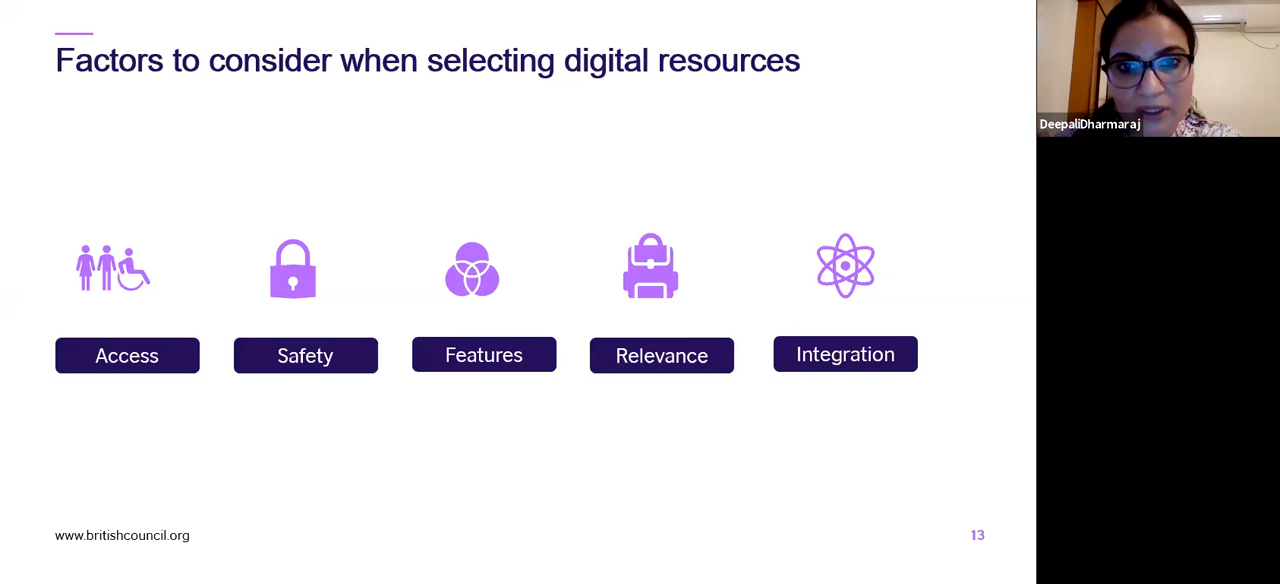 Factors to consider when selecting digital resources
DeepaliDharmaraj
Access
Safety
Features
Relevance
Integration
www.britishcouncil.org
13